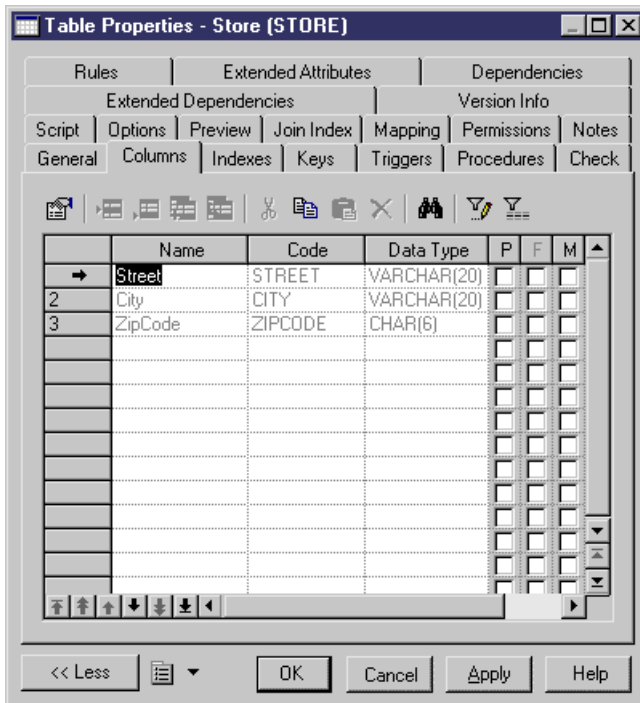 Table Properties - Store (STORE)
Rules Extended Attributes Dependencies
Extended Dependencies Version Info
Script Options Preview Join Index Mapping Permissions Notes
General Columns Indexes Keys Triggers Procedures Check
Name Code Data Type P F M
Street STREET VARCHAR(20)
2 City CITY VARCHAR(20)
3 ZipCode ZIPCODE CHAR(6)
<< Less OK Cancel Apply Help